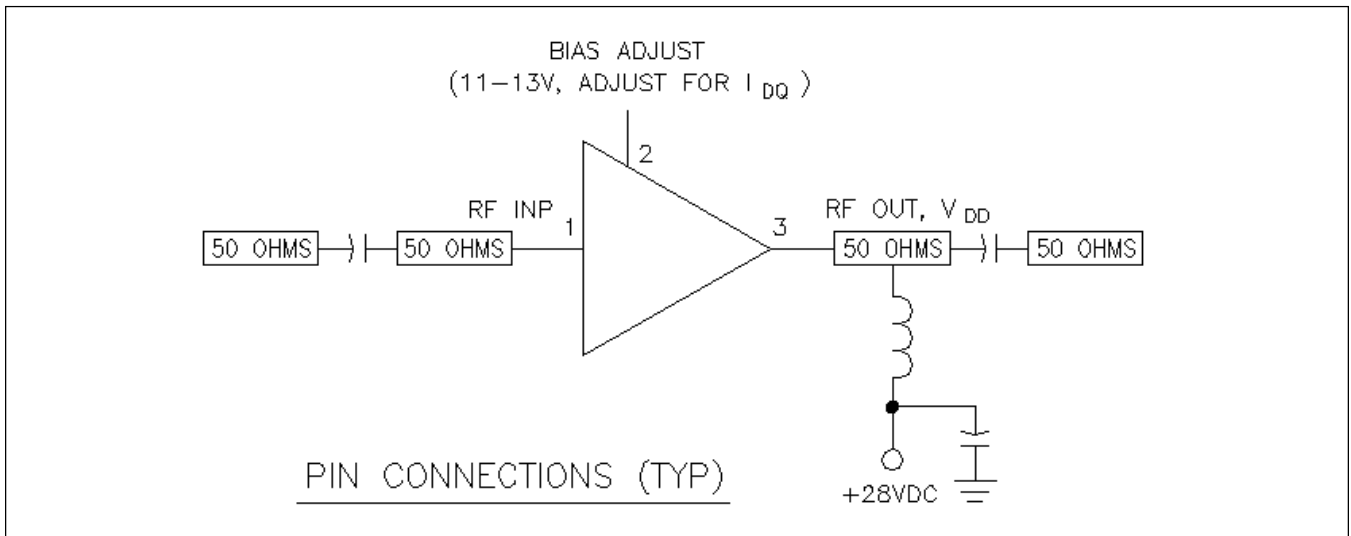 BIAS ADJUST
(11-13V, ADJUST FOR I DQ )
2
RF INP
1
3
RF OUT, V DD
50 OHMS
50 OHMS
50 OHMS
50 OHMS
PIN CONNECTIONS (TYP)
+28VDC